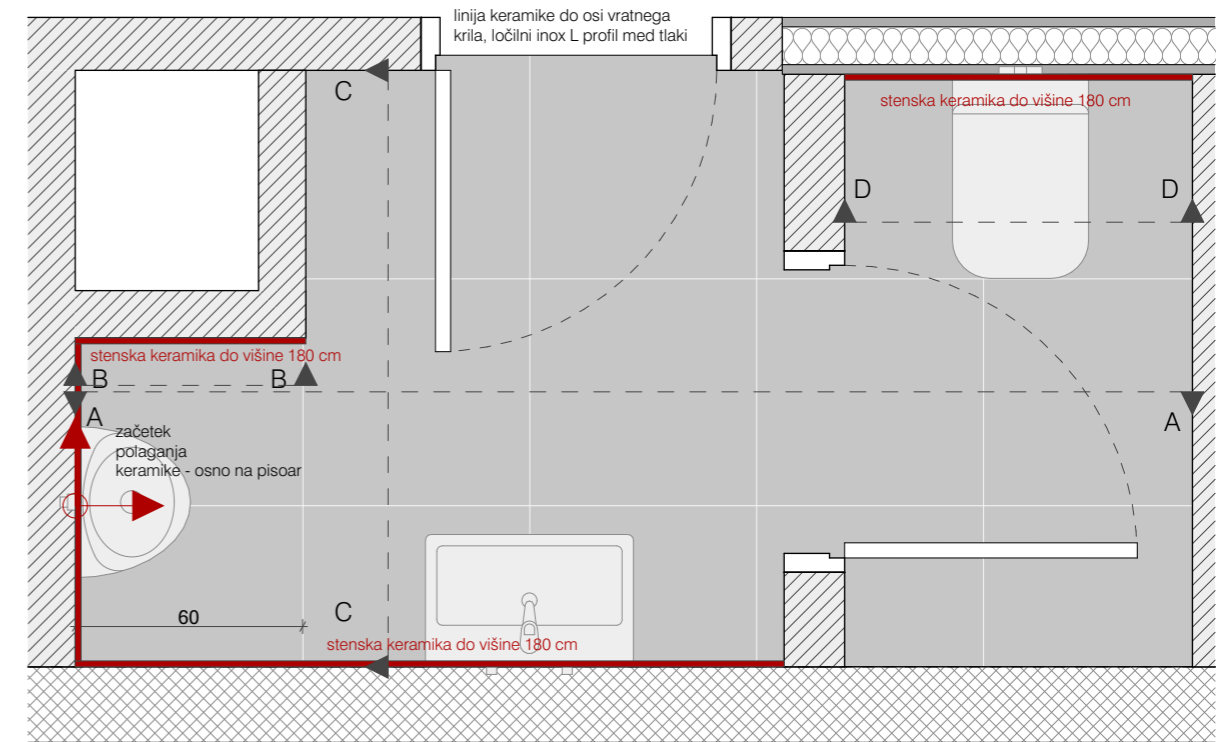 linija keramike do osi vratnega
krila, ločilni inox L profil med tlaki
C
stenska keramika do višine 180 cm
D
D
stenska keramika do višine 180 cm
B
B
A
A
začetek
polaganja
keramike - osno na pisoar
60
C
stenska keramika do višine 180 cm